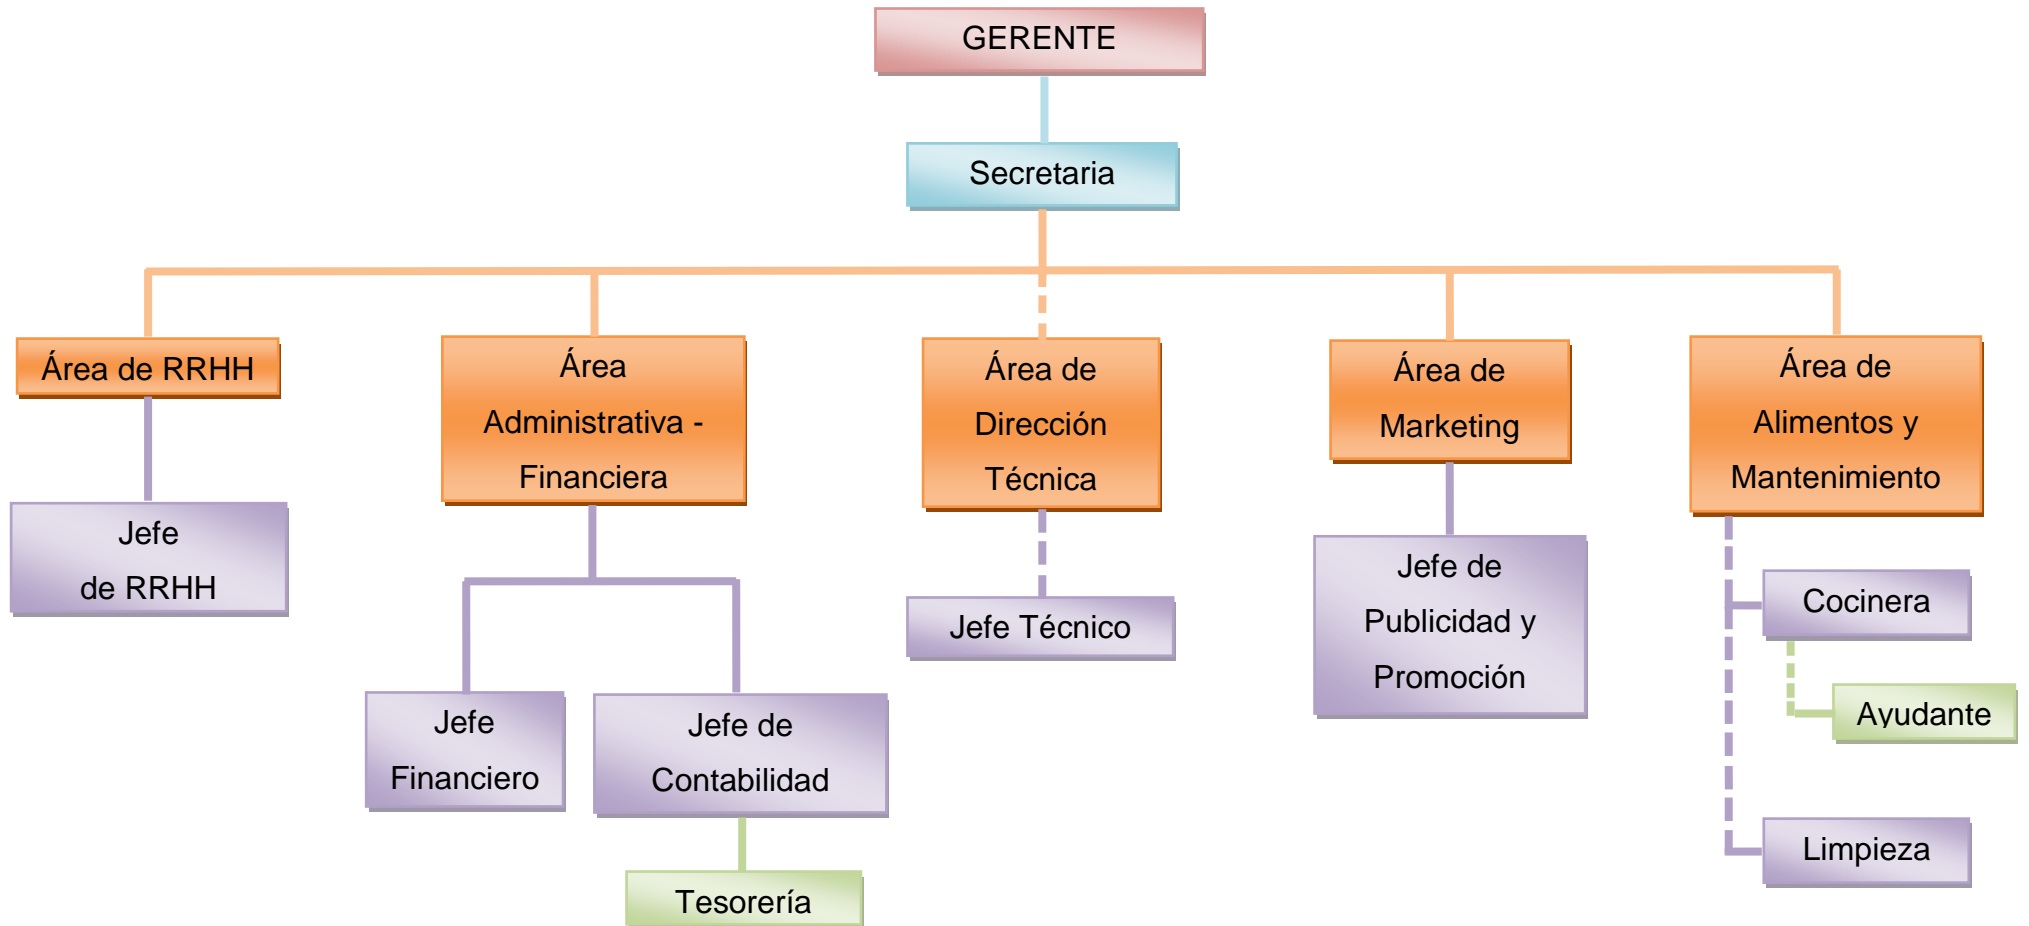 GERENTE
Secretaria
Área de RRHH
Área
Administrativa -
Financiera
Área de
Dirección
Técnica
Área de
Marketing
Área de
Alimentos y
Mantenimiento
Jefe
de RRHH
Jefe
Financiero
Jefe de
Contabilidad
Tesorería
Jefe Técnico
Jefe de
Publicidad y
Promoción
Cocinera
Ayudante
Limpieza